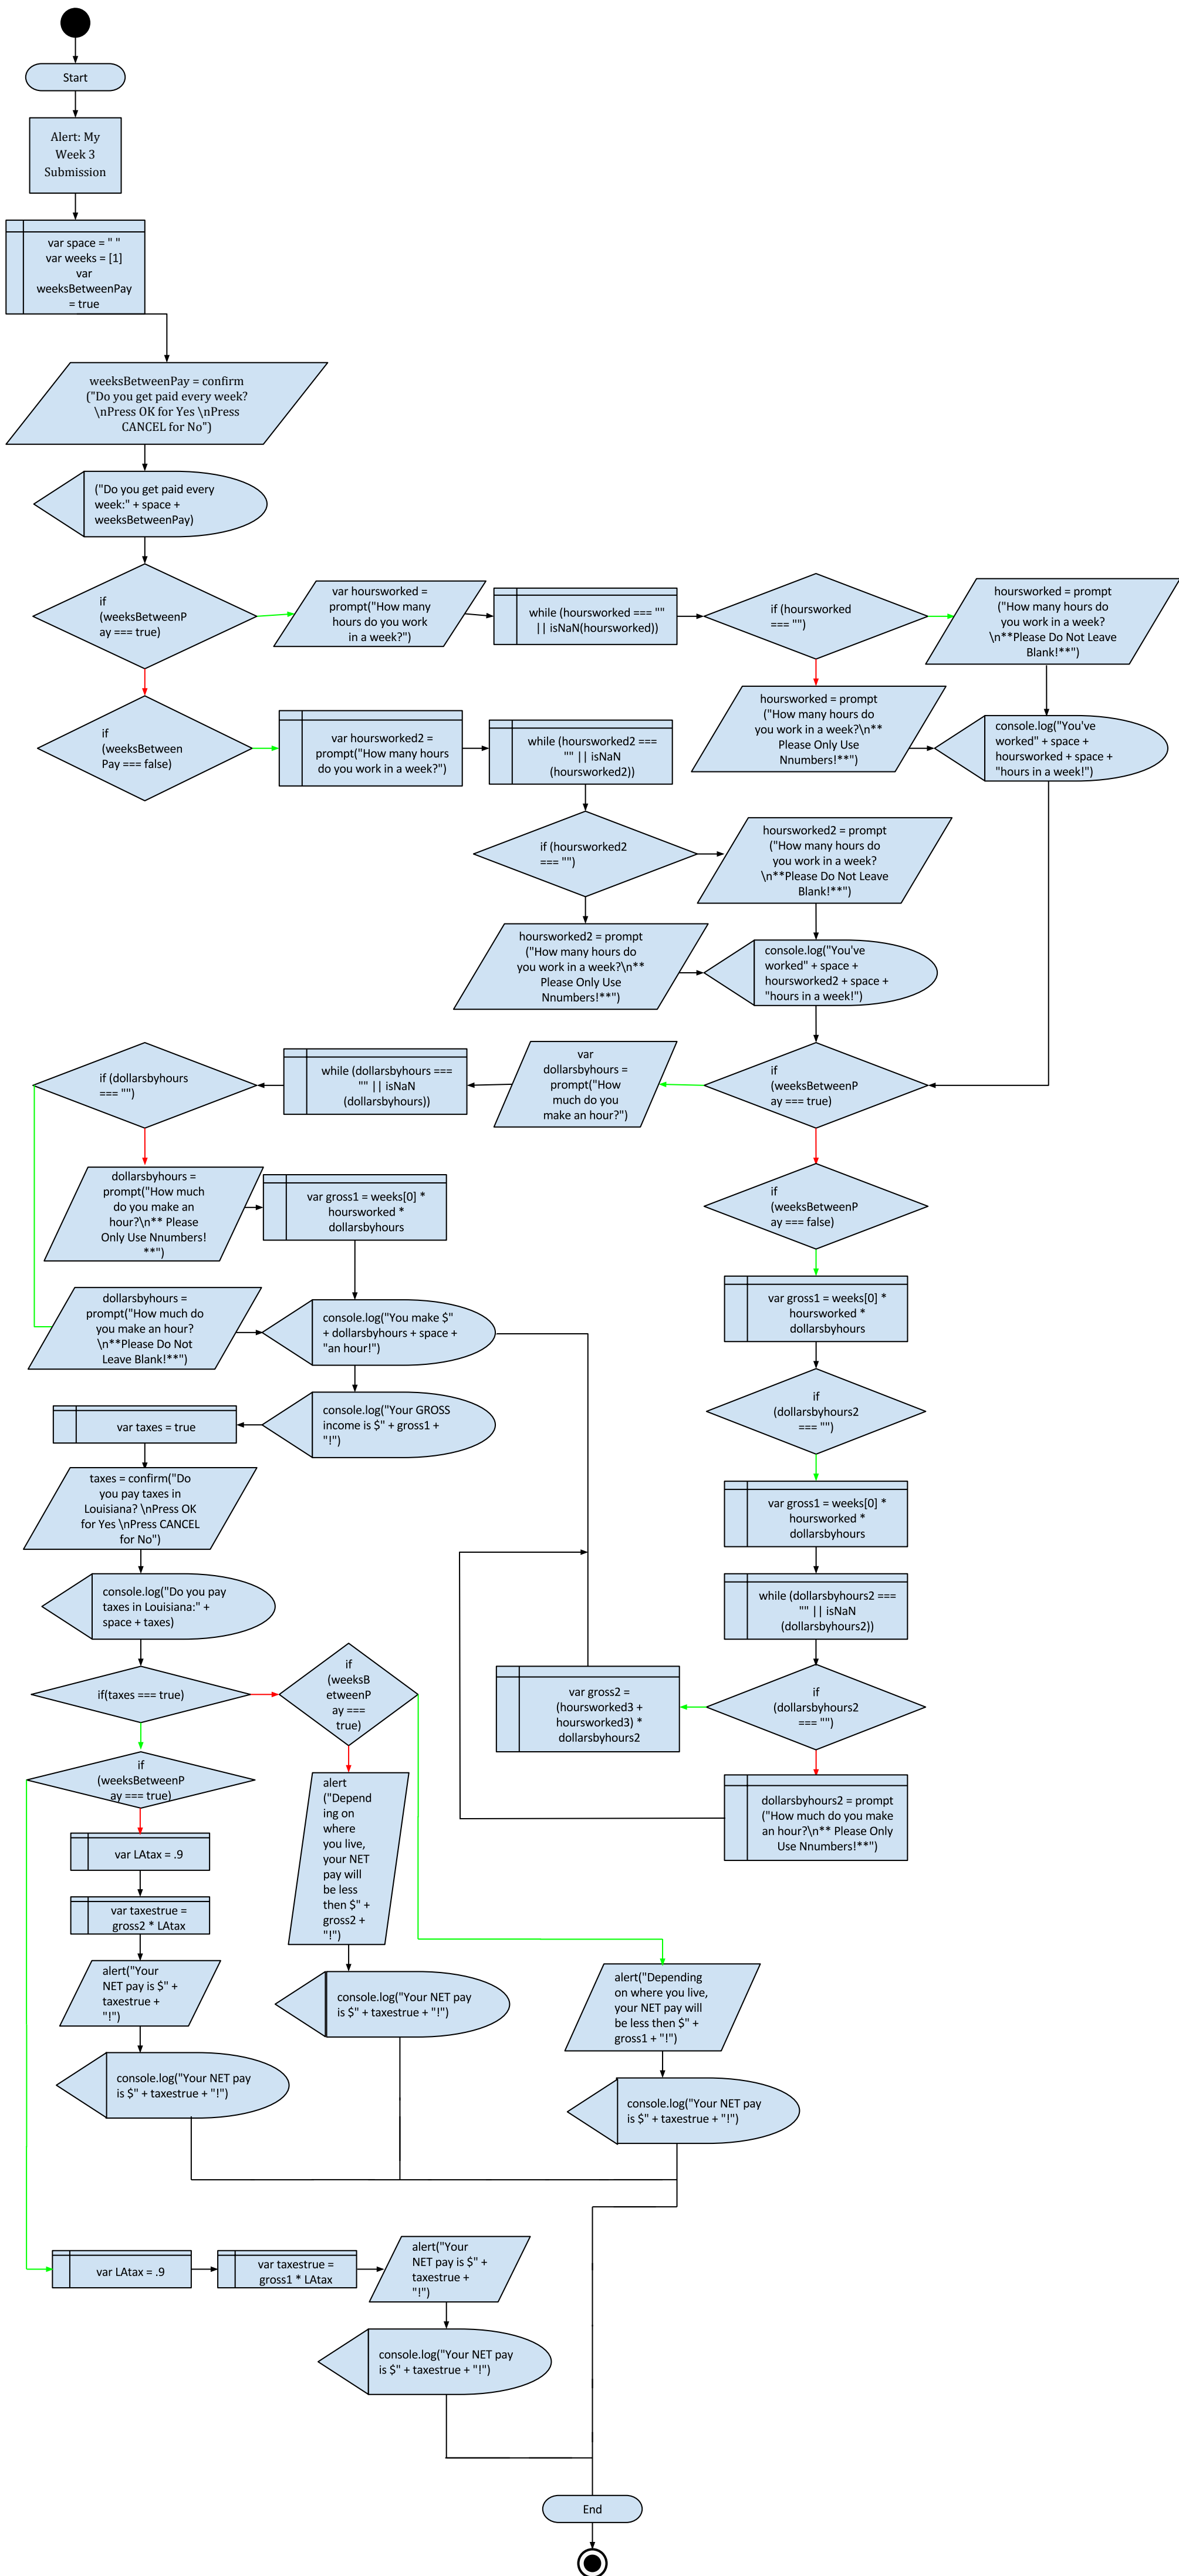 Start
Alert: My
Week 3
Submission
var space = " "
var weeks = [1]
var
weeksBetweenPay
= true
weeksBetweenPay = confirm
("Do you get paid every week?
\nPress OK for Yes \nPress
CANCEL for No")
("Do you get paid every
week:" + space +
weeksBetweenPay)
if
(weeksBetweenP
ay === true)
var hoursworked =
prompt("How many
hours do you work
in a week?")
while (hoursworked === ""
|| isNaN(hoursworked))
if (hoursworked
=== "")
hoursworked = prompt
("How many hours do
you work in a week?
\n**Please Do Not Leave
Blank!**")
hoursworked = prompt
("How many hours do
you work in a week?\n**
Please Only Use
Nnumbers!**")
console.log("You've
worked" + space +
hoursworked + space +
"hours in a week!")
if
(weeksBetween
Pay === false)
var hoursworked2 =
prompt("How many hours
do you work in a week?")
while (hoursworked2 ===
"" || isNaN
(hoursworked2))
if (hoursworked2
=== "")
hoursworked2 = prompt
("How many hours do
you work in a week?
\n**Please Do Not Leave
Blank!**")
hoursworked2 = prompt
("How many hours do
you work in a week?\n**
Please Only Use
Nnumbers!**")
console.log("You've
worked" + space +
hoursworked2 + space +
"hours in a week!")
if
(weeksBetweenP
ay === true)
var
dollarsbyhours =
prompt("How
much do you
make an hour?")
while (dollarsbyhours ===
"" || isNaN
(dollarsbyhours))
if (dollarsbyhours
=== "")
dollarsbyhours =
prompt("How much
do you make an
hour?\n** Please
Only Use Nnumbers!
**")
var gross1 = weeks[0] *
hoursworked *
dollarsbyhours
if
(weeksBetweenP
ay === false)
var gross1 = weeks[0] *
hoursworked *
dollarsbyhours
dollarsbyhours =
prompt("How much do
you make an hour?
\n**Please Do Not
Leave Blank!**")
console.log("You make $"
+ dollarsbyhours + space +
"an hour!")
if
(dollarsbyhours2
=== "")
console.log("Your GROSS
income is $" + gross1 +
"!")
var taxes = true
taxes = confirm("Do
you pay taxes in
Louisiana? \nPress OK
for Yes \nPress CANCEL
for No")
var gross1 = weeks[0] *
hoursworked *
dollarsbyhours
console.log("Do you pay
taxes in Louisiana:" +
space + taxes)
while (dollarsbyhours2 ===
"" || isNaN
(dollarsbyhours2))
if(taxes === true)
if
(weeksB
etweenP
ay ===
true)
var gross2 =
(hoursworked3 +
hoursworked3) *
dollarsbyhours2
if
(dollarsbyhours2
=== "")
if
(weeksBetweenP
ay === true)
alert
("Depend
ing on
where
you live,
your NET
pay will
be less
then $" +
gross2 +
"!")
dollarsbyhours2 = prompt
("How much do you make
an hour?\n** Please Only
Use Nnumbers!**")
var LAtax = .9
var taxestrue =
gross2 * LAtax
alert("Your
NET pay is $" +
taxestrue +
"!")
console.log("Your NET pay
is $" + taxestrue + "!")
alert("Depending
on where you live,
your NET pay will
be less then $" +
gross1 + "!")
console.log("Your NET pay
is $" + taxestrue + "!")
console.log("Your NET pay
is $" + taxestrue + "!")
var LAtax = .9
var taxestrue =
gross1 * LAtax
alert("Your
NET pay is $" +
taxestrue +
"!")
console.log("Your NET pay
is $" + taxestrue + "!")
End